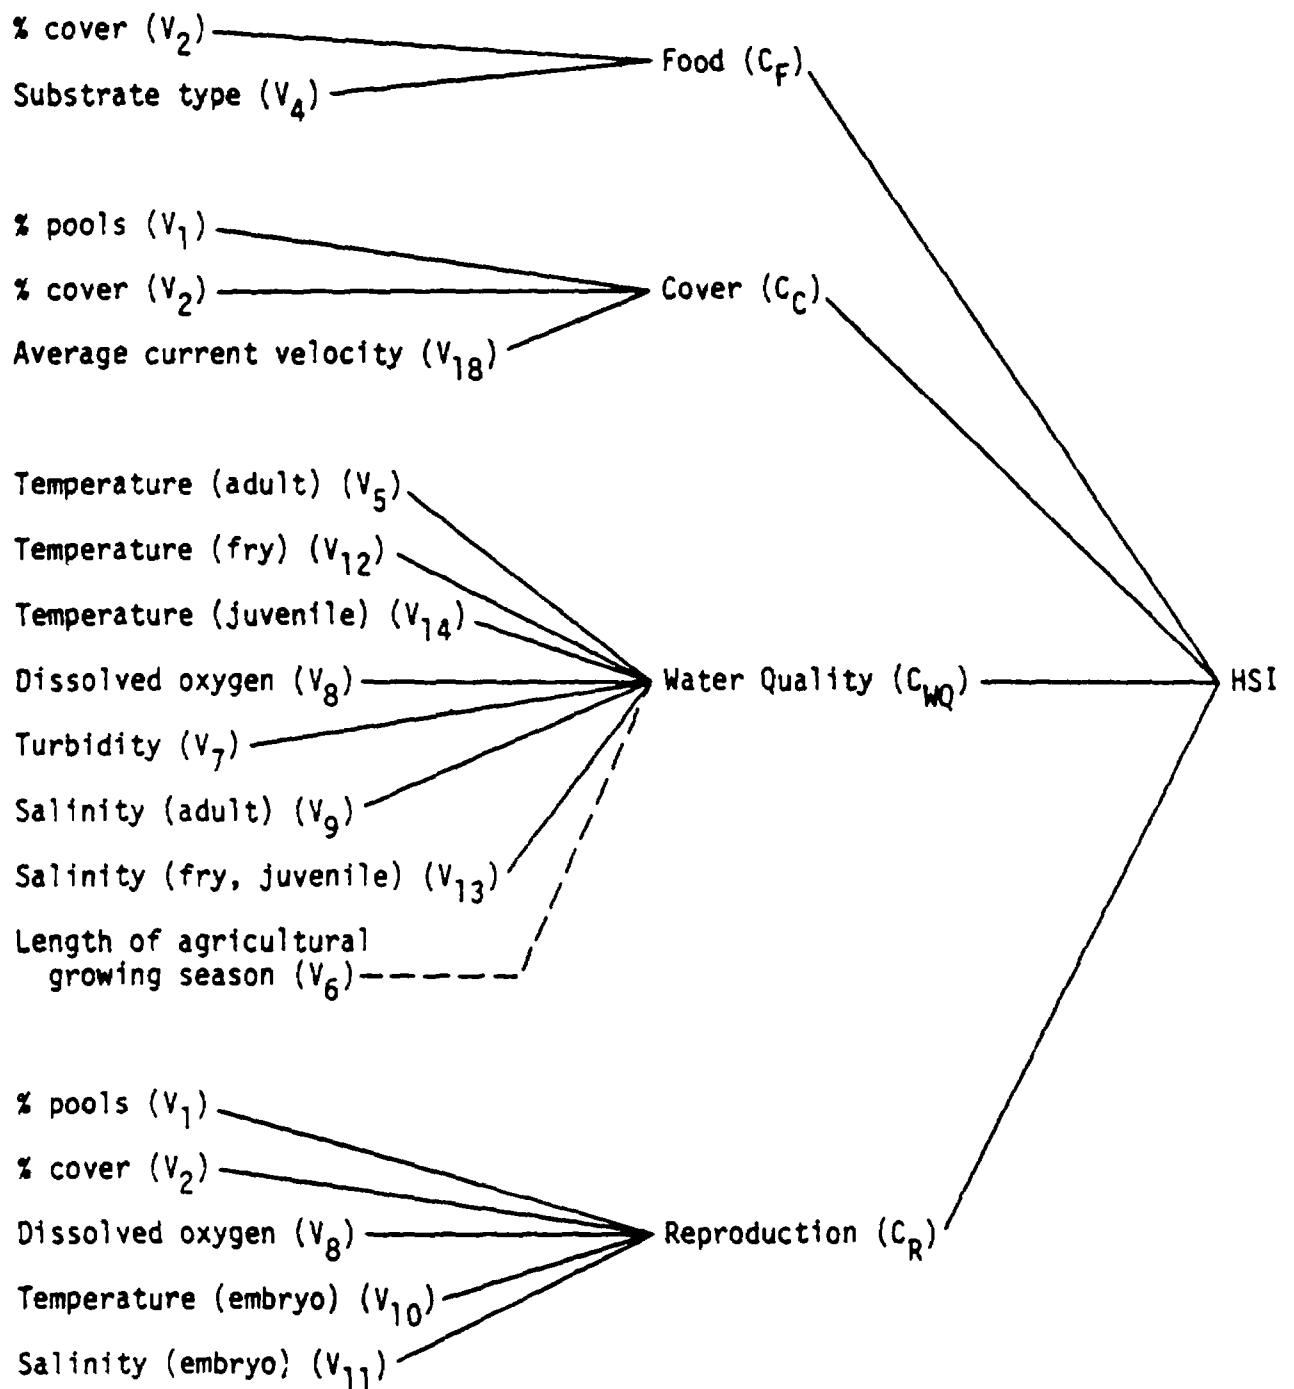 % cover (V2)
Food (CF)
Substrate type (V4)
% pools (V1)
% cover (V2)
Cover (CC)
Average current velocity (V18)
Temperature (adult) (V5)
Temperature (fry) (V12)
Temperature (juvenile) (V14)
Dissolved oxygen (V8)
Water Quality (CWQ)
HSI
Turbidity (V7)
Salinity (adult) (V9)
Salinity (fry, juvenile) (V13)
Length of agricultural
growing season (V6)
% pools (V1)
% cover (V2)
Dissolved oxygen (V8)
Reproduction (CR)
Temperature (embryo) (V10)
Salinity (embryo) (V11)